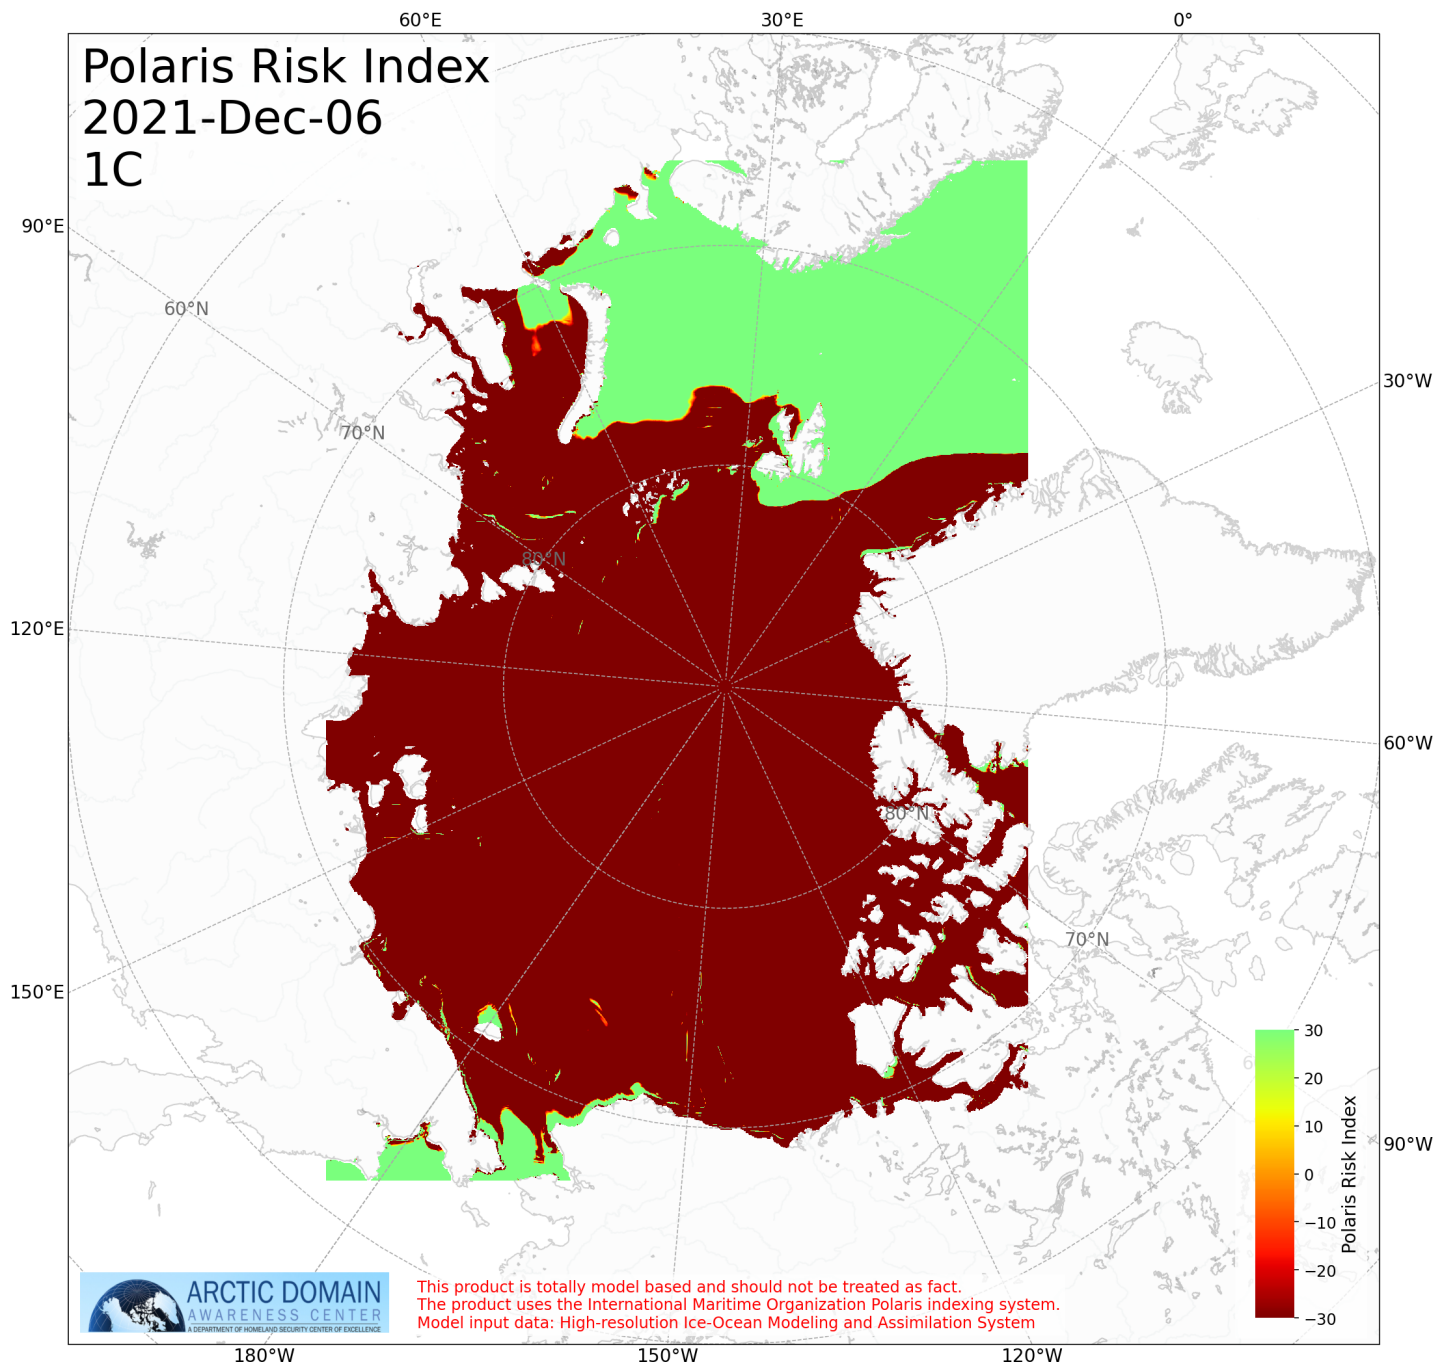 60°E 30°E 0°
Polaris Risk Index
2021-Dec-06
1C
90°E
60°N
30°W
70°N
80°N
120°E
60°W
80°N
70°N
150°E
30
20
10
0
−10
−20
−30
Polaris Risk Index
90°W
ARCTIC DOMAIN
AWARENESS CENTER
A DEPARTMENT OF HOMELAND SECURITY CENTER OF EXCELLENCE
This product is totally model based and should not be treated as fact.
The product uses the International Maritime Organization Polaris indexing system.
Model input data: High-resolution Ice-Ocean Modeling and Assimilation System
180°W 150°W 120°W